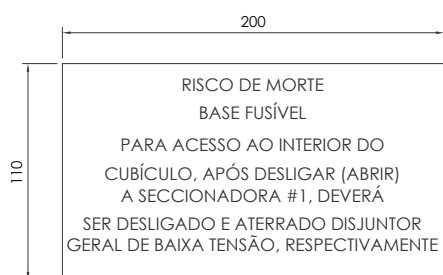 200
110
RISCO DE MORTE
BASE FUSÍVEL
PARA ACESSO AO INTERIOR DO
CUBÍCULO, APÓS DESLIGAR (ABRIR)
A SECCIONADORA #1, DEVERÁ
SER DESLIGADO E ATERRADO DISJUNTOR
GERAL DE BAIXA TENSÃO, RESPECTIVAMENTE